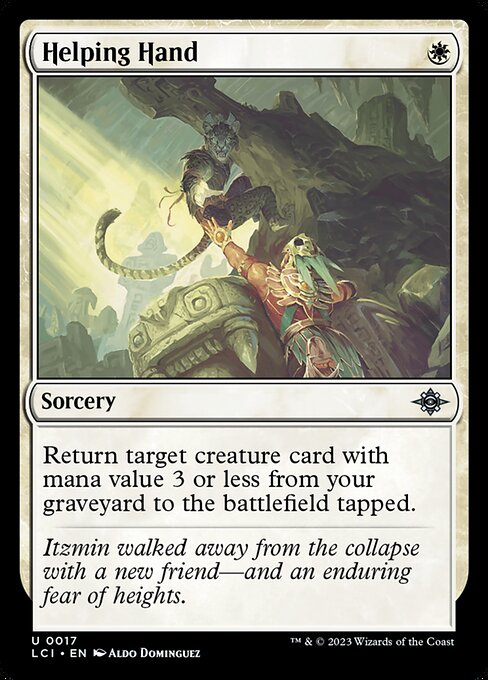 Helping Hand
Sorcery
Return target creature card with
mana value 3 or less from your
graveyard to the battlefield tapped.
Itzmin walked away from the collapse
with a new friend—and an enduring
fear of heights.
U 0017
LCI • EN Aldo Dominguez
™ & © 2023 Wizards of the Coast